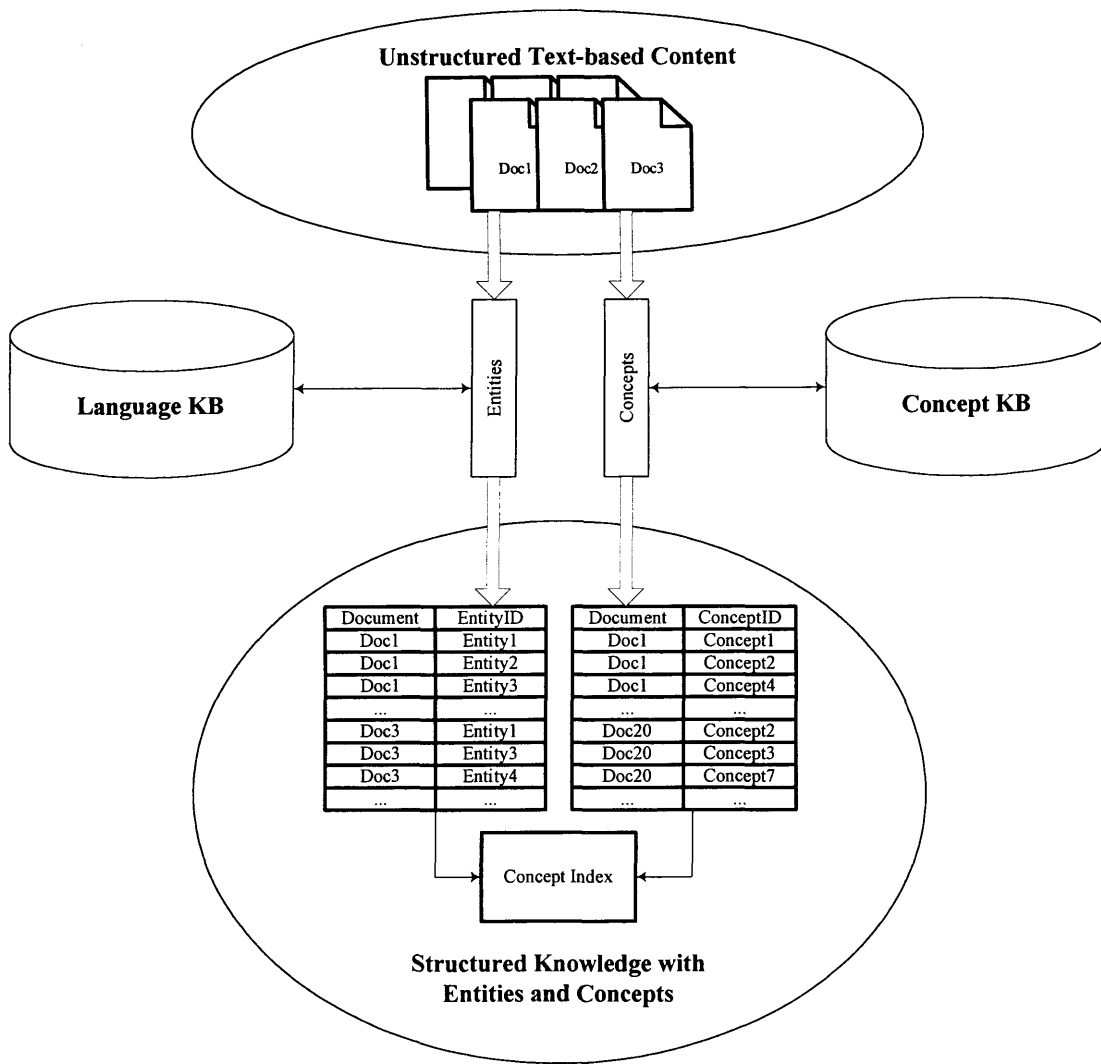 Unstructured Text-based Content
Doc1 Doc2 Doc3
Language KB
Entities
Concepts
Concept KB
Document EntityID
Doc1 Entity1
Doc1 Entity2
Doc1 Entity3
... ...
Doc3 Entity1
Doc3 Entity3
Doc3 Entity4
... ...
Document ConceptID
Doc1 Concept1
Doc1 Concept2
Doc1 Concept4
... ...
Doc20 Concept2
Doc20 Concept3
Doc20 Concept7
... ...
Concept Index
Structured Knowledge with
Entities and Concepts